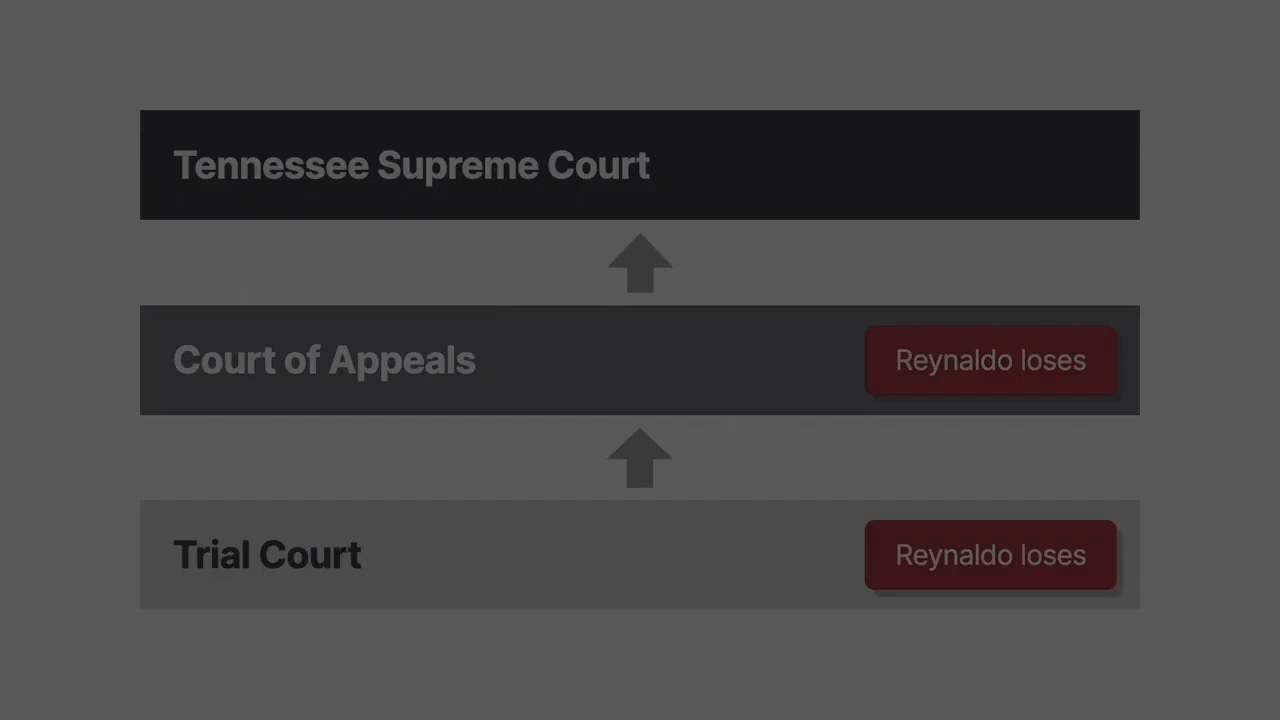 Tennessee Supreme Court
Court of Appeals
Reynaldo loses
Trial Court
Reynaldo loses